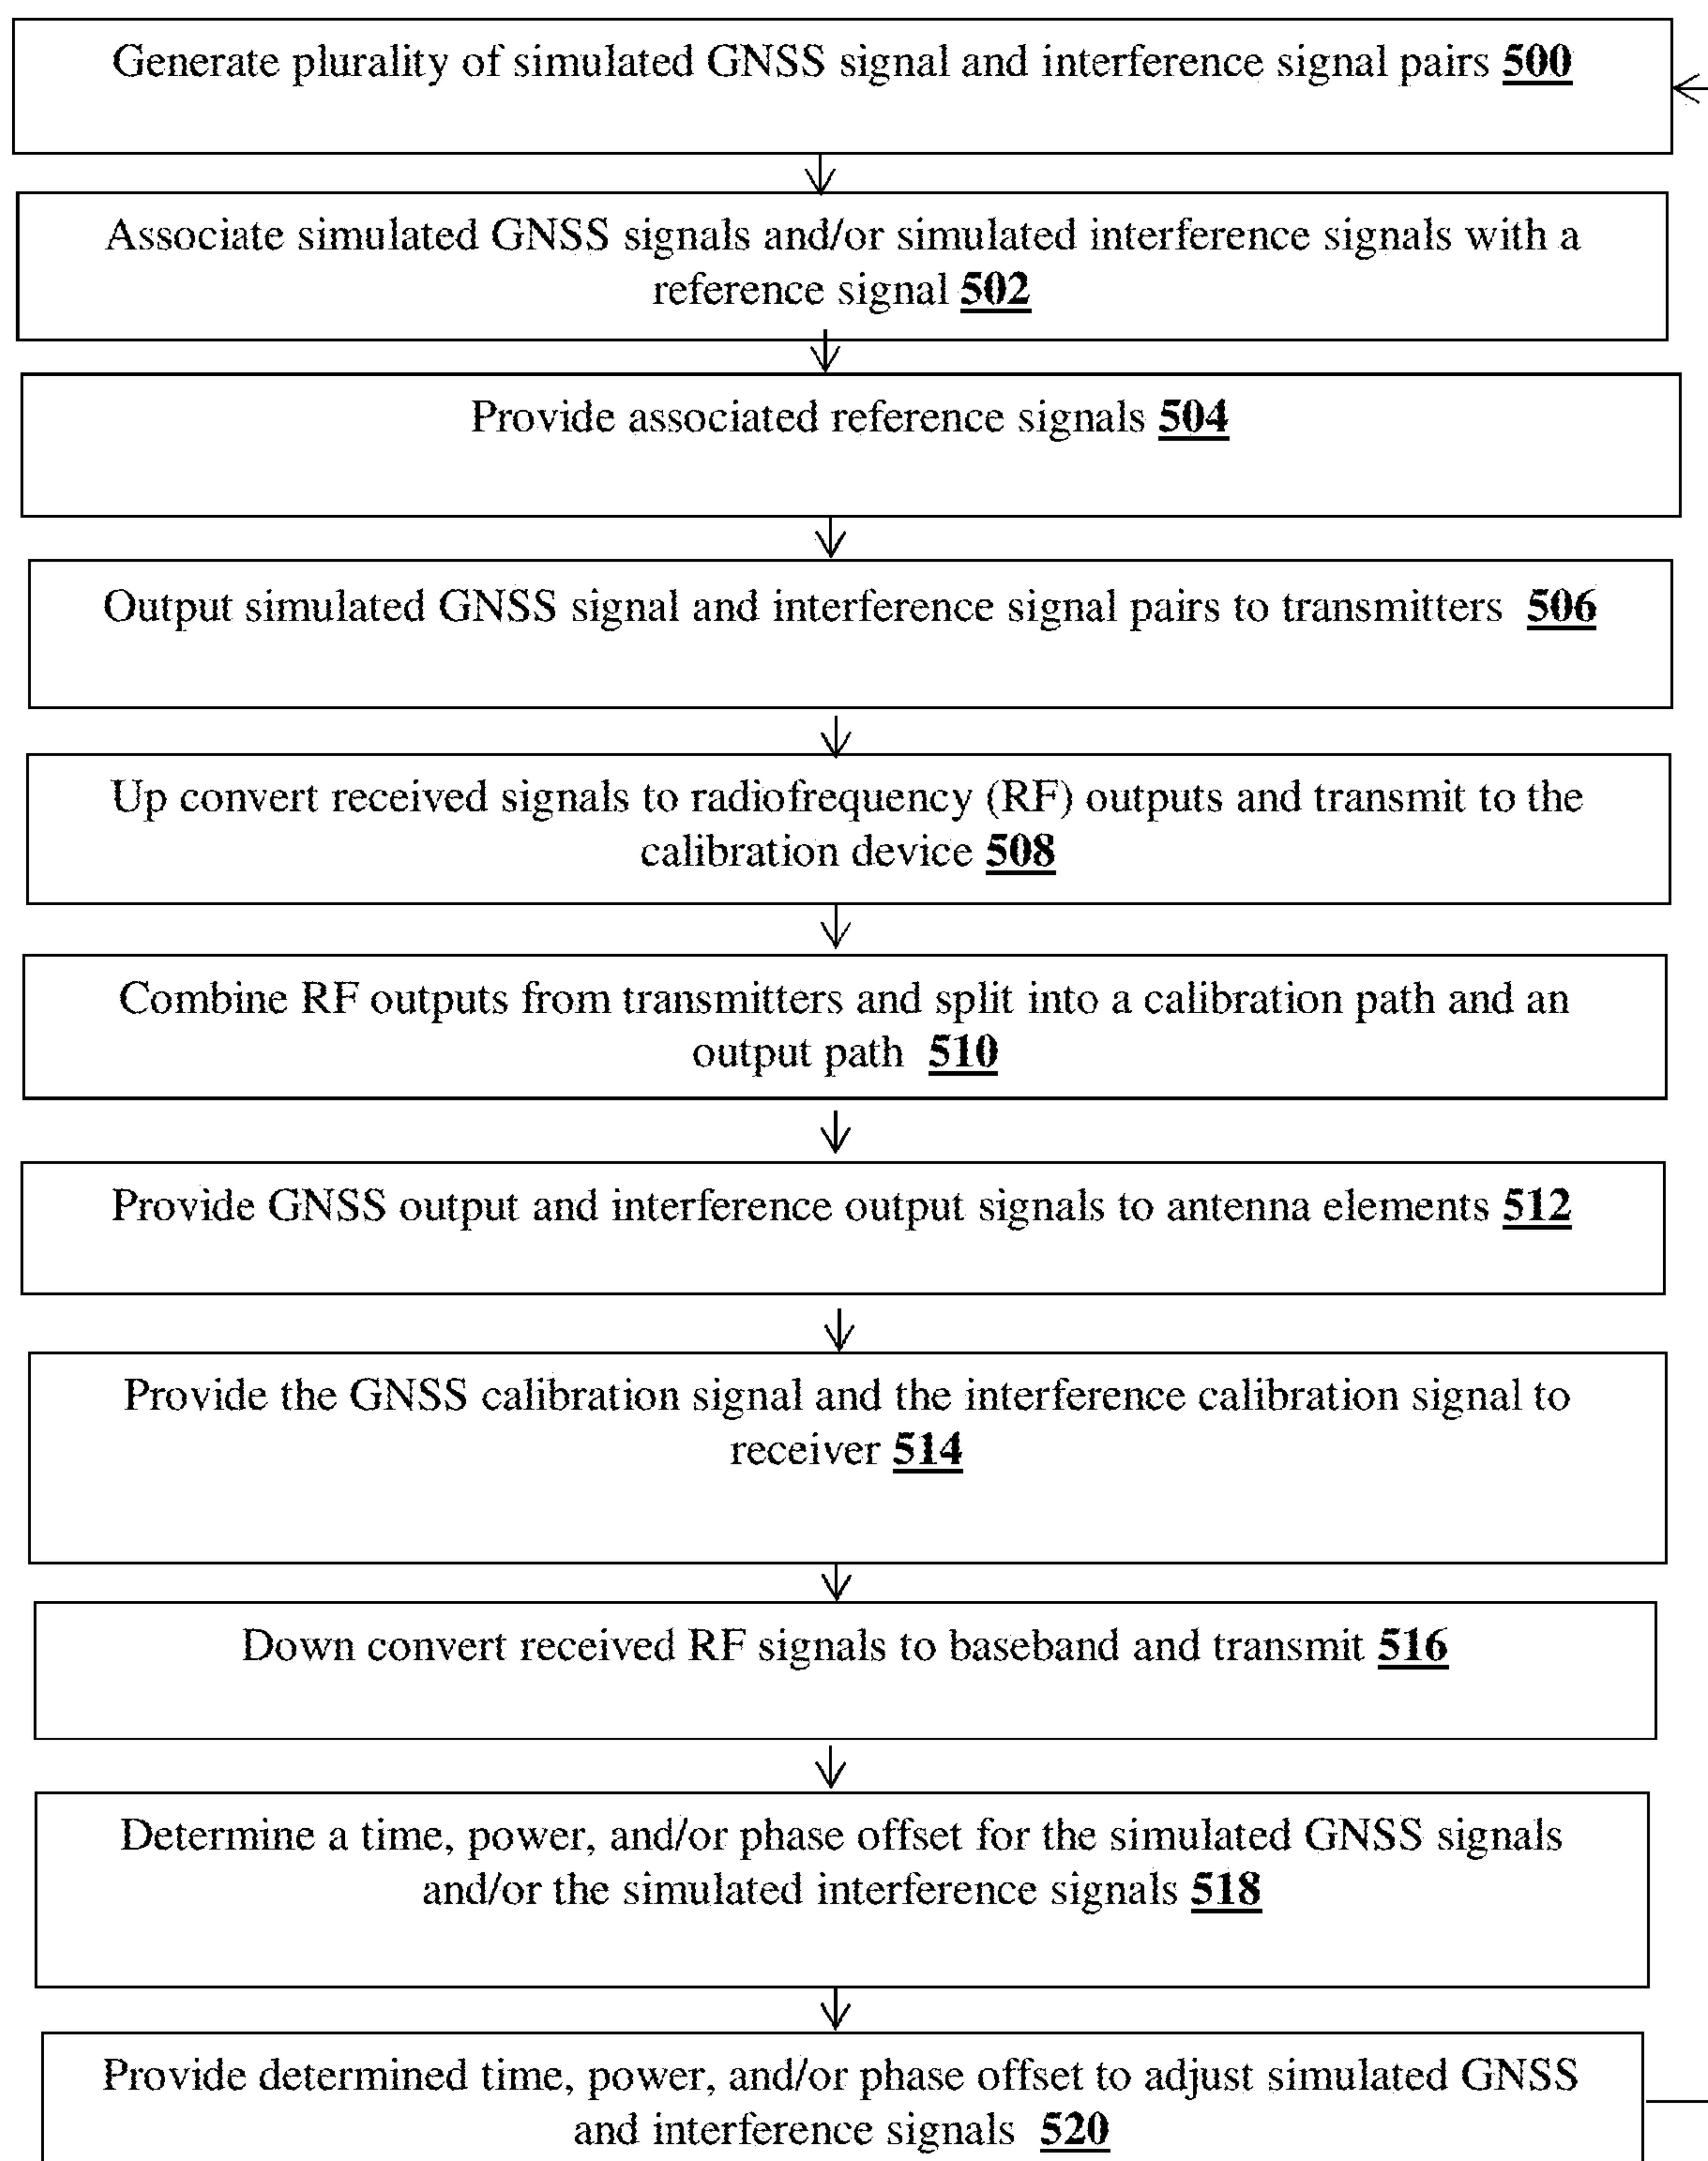 Generate plurality of simulated GNSS signal and interference signal pairs 500
Associate simulated GNSS signals and/or simulated interference signals with a
reference signal 502
Provide associated reference signals 504
Output simulated GNSS signal and interference signal pairs to transmitters 506
Up convert received signals to radiofrequency (RF) outputs and transmit to the
calibration device 508
Combine RF outputs from transmitters and split into a calibration path and an
output path 510
Provide GNSS output and interference output signals to antenna elements 512
Provide the GNSS calibration signal and the interference calibration signal to
receiver 514
Down convert received RF signals to baseband and transmit 516
Determine a time, power, and/or phase offset for the simulated GNSS signals
and/or the simulated interference signals 518
Provide determined time, power, and/or phase offset to adjust simulated GNSS
and interference signals 520